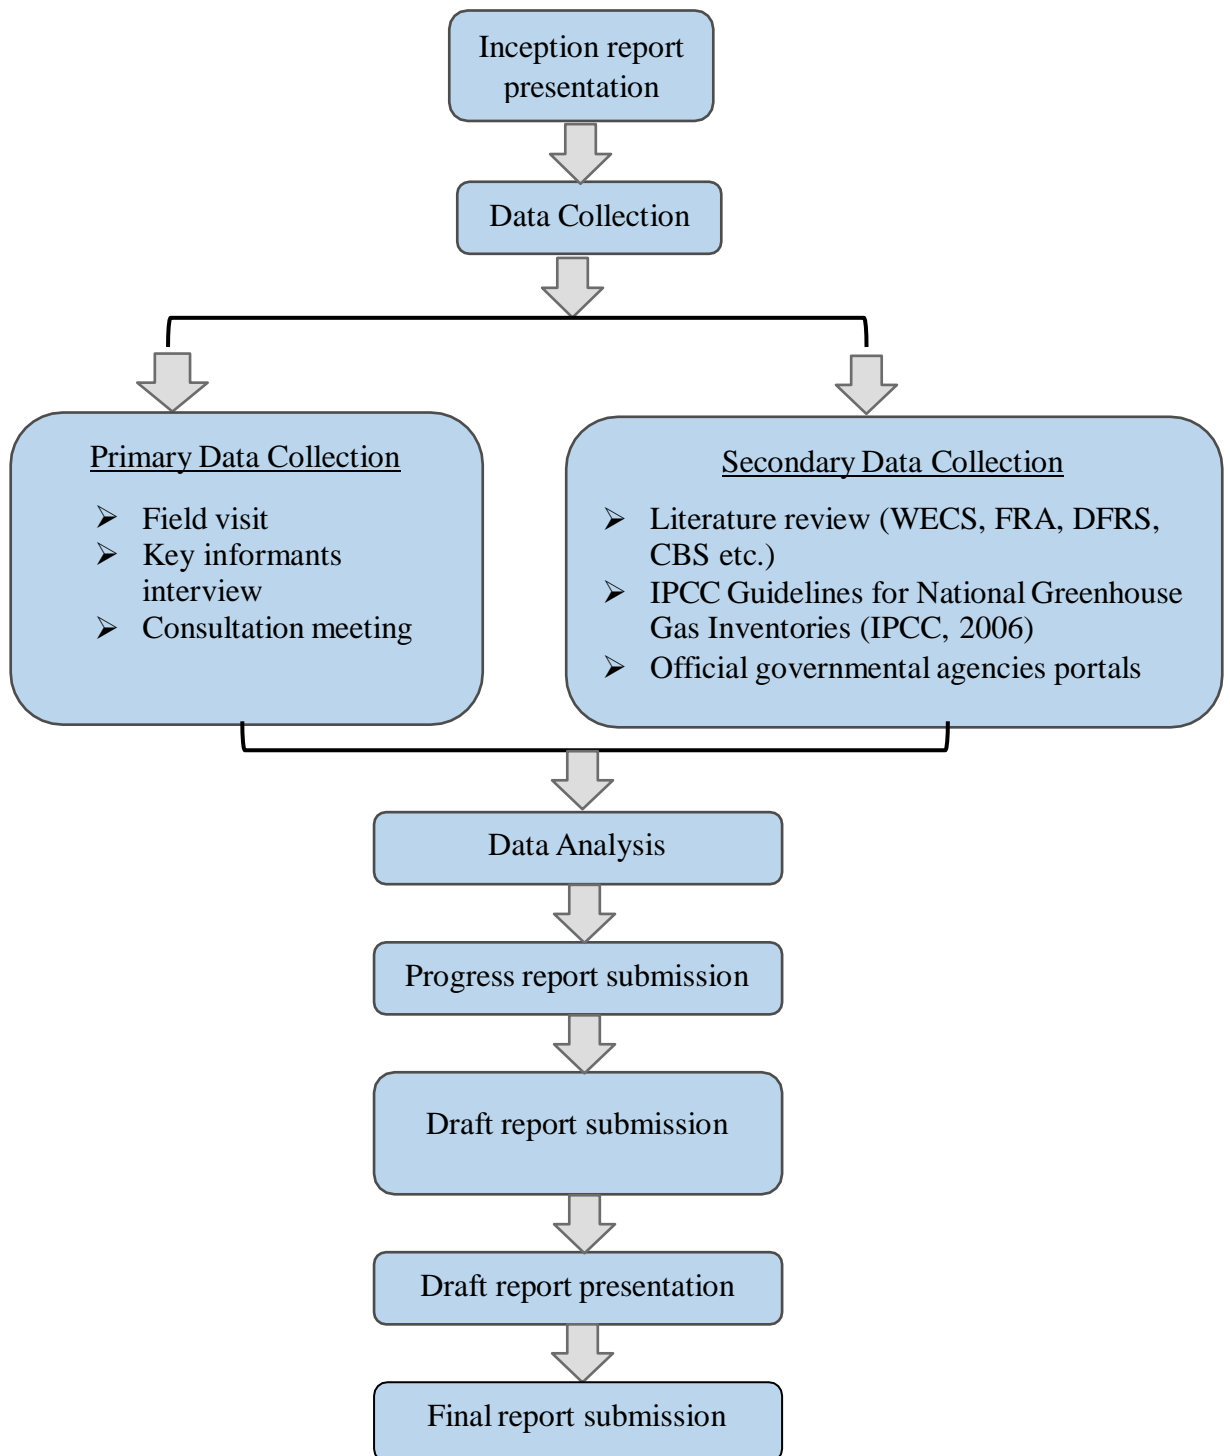 Inception report
presentation
Data Collection
Primary Data Collection
➢ Field visit
➢ Key informants
interview
➢ Consultation meeting
Secondary Data Collection
➢ Literature review (WECS, FRA, DFRS,
CBS etc.)
➢ IPCC Guidelines for National Greenhouse
Gas Inventories (IPCC, 2006)
➢ Official governmental agencies portals
Data Analysis
Progress report submission
Draft report submission
Draft report presentation
Final report submission